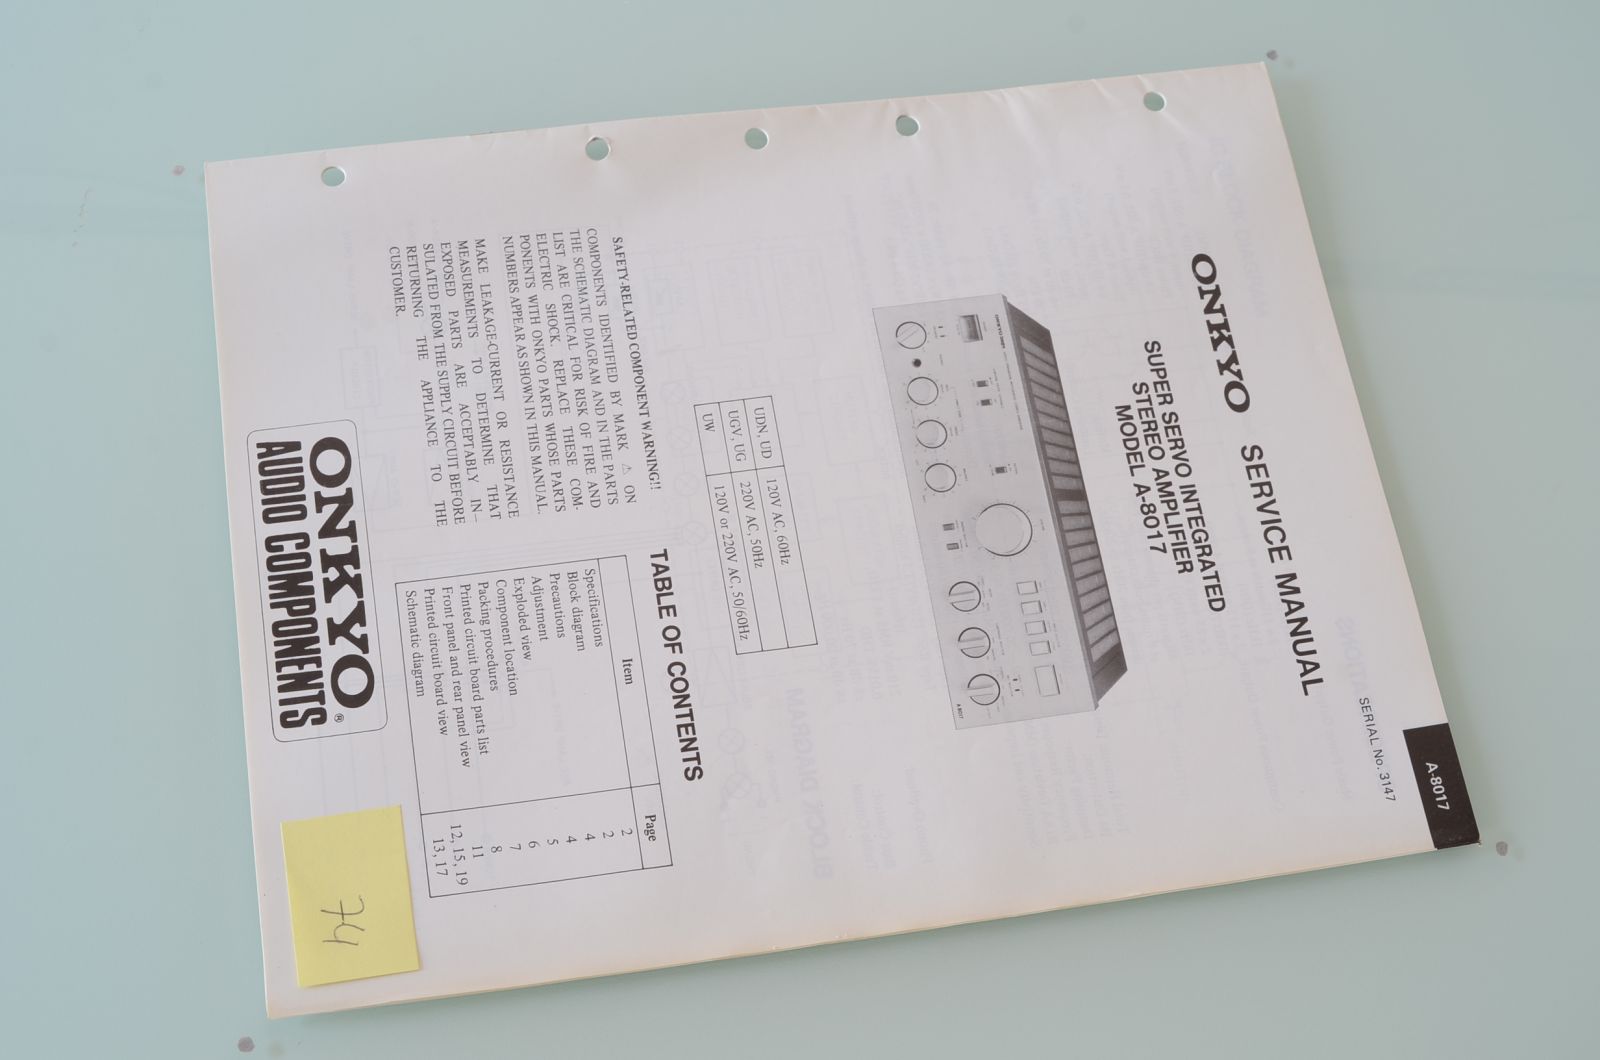 ONKYO SERVICE MANUAL
SERIAL No. 3147
A-8017
SUPER SERVO INTEGRATED
STEREO AMPLIFIER
MODEL A-8017
A-8017
UDN, UD 120V AC, 60Hz
UGV, UG 220V AC, 50Hz
UW 120V or 220V AC, 50/60Hz
SAFETY-RELATED COMPONENT WARNING!!
COMPONENTS IDENTIFIED BY MARK ⚠ ON
THE SCHEMATIC DIAGRAM AND IN THE PARTS
LIST ARE CRITICAL FOR RISK OF FIRE AND
ELECTRIC SHOCK. REPLACE THESE COM-
PONENTS WITH ONKYO PARTS WHOSE PARTS
NUMBERS APPEAR AS SHOWN IN THIS MANUAL.
MAKE LEAKAGE-CURRENT OR RESISTANCE
MEASUREMENTS TO DETERMINE THAT
EXPOSED PARTS ARE ACCEPTABLY IN-
SULATED FROM THE SUPPLY CIRCUIT BEFORE
RETURNING THE APPLIANCE TO THE
CUSTOMER.
TABLE OF CONTENTS
Item Page
Specifications 2
Block diagram 2
Precautions 4
Adjustment 4
Exploded view 5
Component location 6
Packing procedures 7
Printed circuit board parts list 8
Front panel and rear panel view 11
Printed circuit board view 12, 15, 19
Schematic diagram 13, 17
ONKYO®
AUDIO COMPONENTS
74